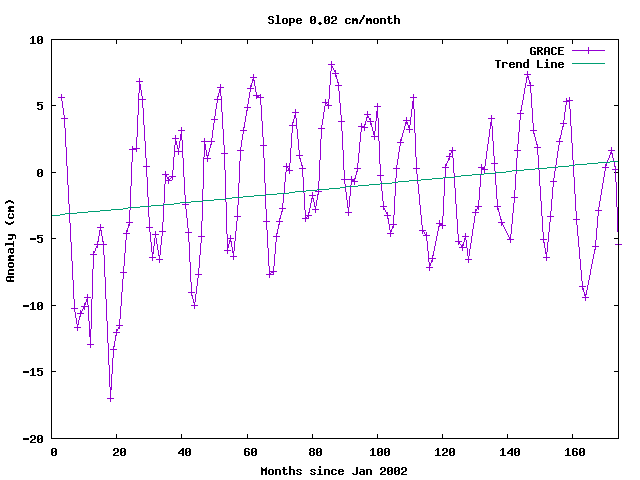 Slope 0.02 cm/month
GRACE
Trend Line
10
5
0
-5
-10
-15
-20
Anomaly (cm)
0 20 40 60 80 100 120 140 160
Months since Jan 2002